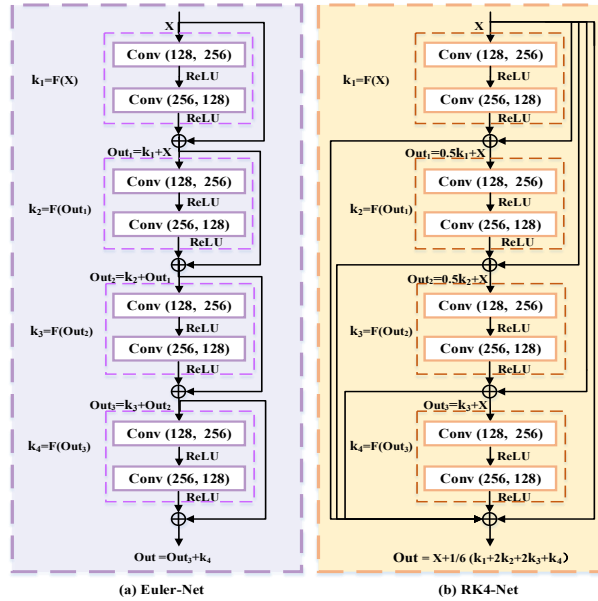 X
k₁=F(X)
Conv (128, 256)
ReLU
Conv (256, 128)
ReLU
Out₁=k₁+X
k₂=F(Out₁)
Conv (128, 256)
ReLU
Conv (256, 128)
ReLU
Out₂=k₂+Out₁
k₃=F(Out₂)
Conv (128, 256)
ReLU
Conv (256, 128)
ReLU
Out₃=k₃+Out₂
k₄=F(Out₃)
Conv (128, 256)
ReLU
Conv (256, 128)
ReLU
Out =Out₃+k₄
(a) Euler-Net
X
k₁=F(X)
Conv (128, 256)
ReLU
Conv (256, 128)
ReLU
Out₁=0.5k₁+X
k₂=F(Out₁)
Conv (128, 256)
ReLU
Conv (256, 128)
ReLU
Out₂=0.5k₂+X
k₃=F(Out₂)
Conv (128, 256)
ReLU
Conv (256, 128)
ReLU
Out₃=k₃+X
k₄=F(Out₃)
Conv (128, 256)
ReLU
Conv (256, 128)
ReLU
Out = X+1/6 (k₁+2k₂+2k₃+k₄)
(b) RK4-Net